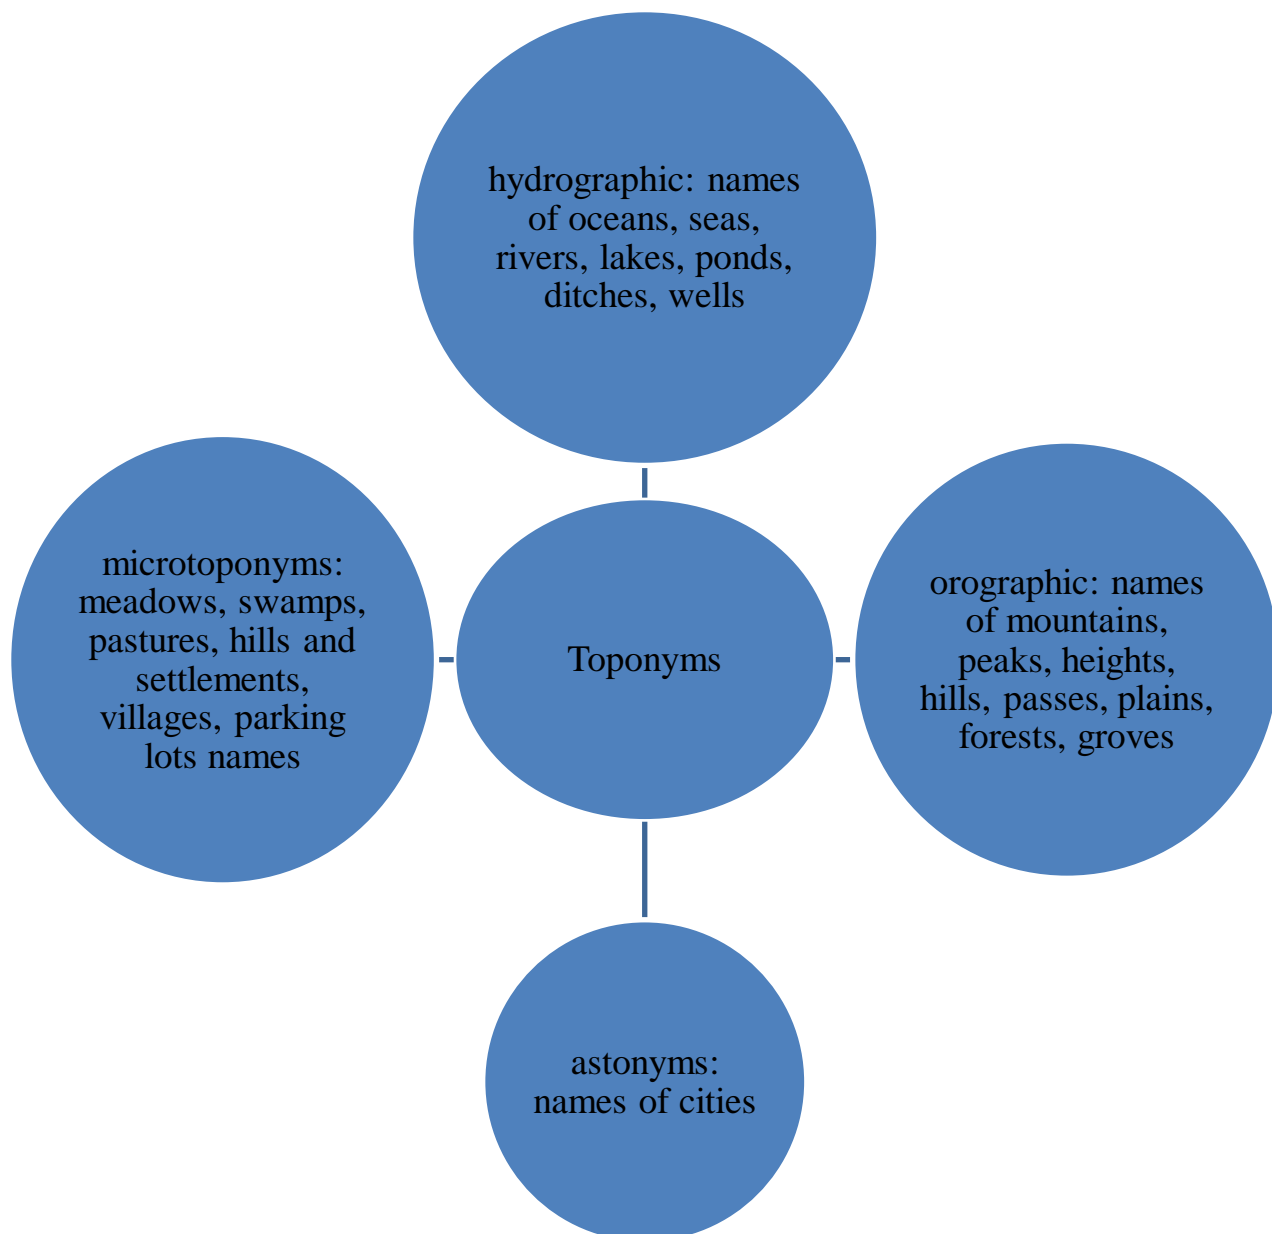 hydrographic: names
of oceans, seas,
rivers, lakes, ponds,
ditches, wells
microtoponyms:
meadows, swamps,
pastures, hills and
settlements,
villages, parking
lots names
Toponyms
orographic: names
of mountains,
peaks, heights,
hills, passes, plains,
forests, groves
astonyms:
names of cities